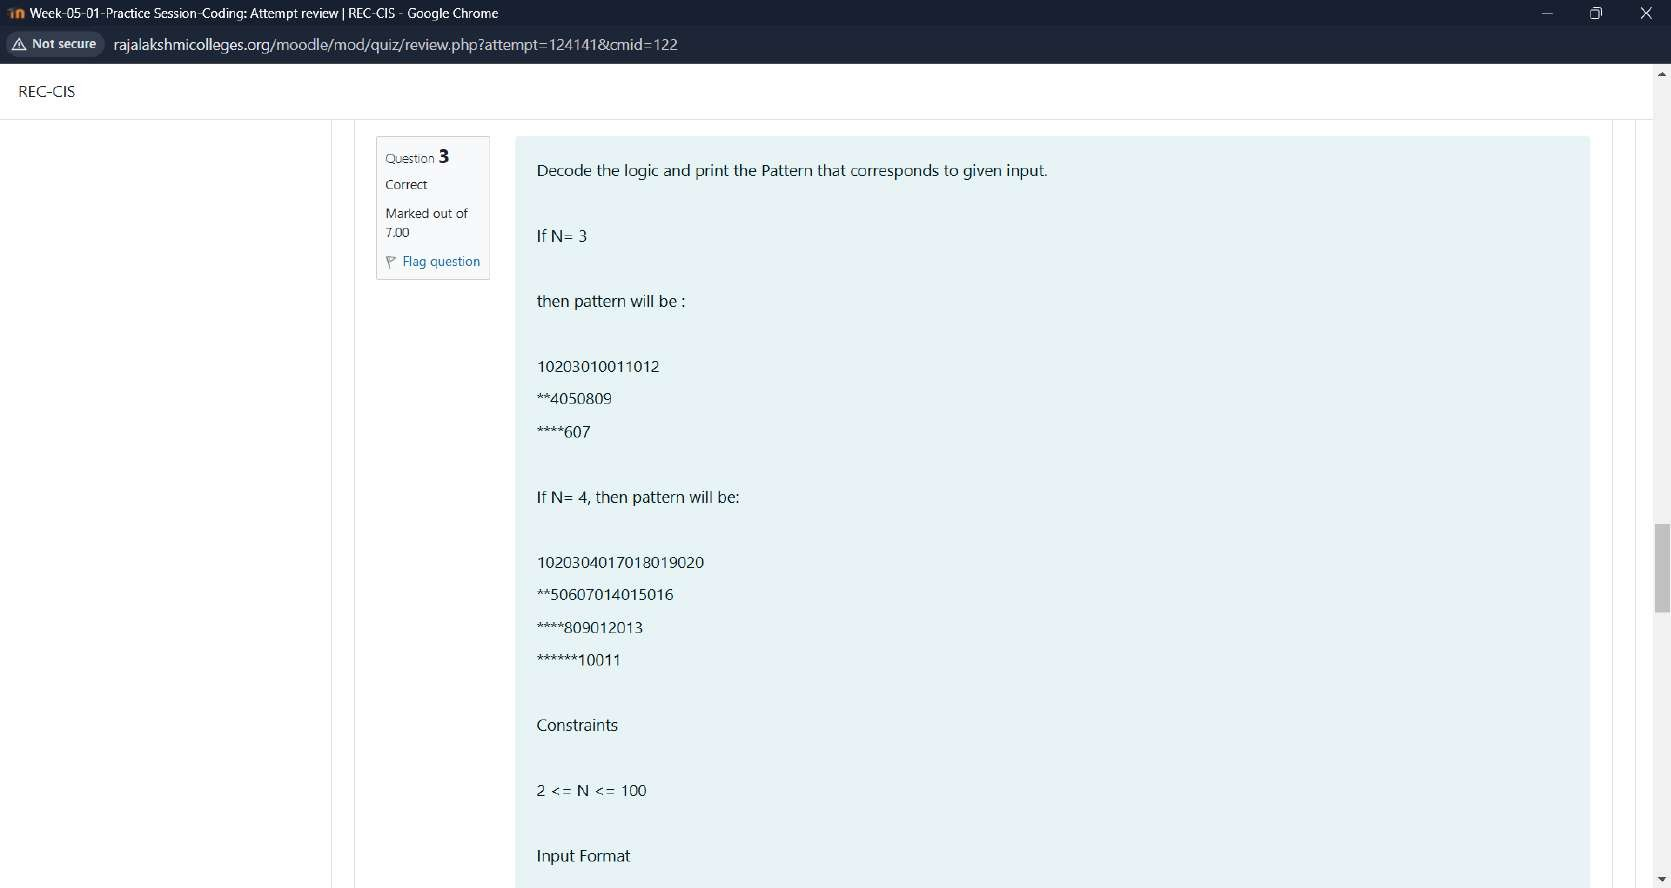 Week-05-01-Practice Session-Coding: Attempt review | REC-CIS - Google Chrome
Not secure rajalakshmicolleges.org/moodle/mod/quiz/review.php?attempt=124141&cmid=122
REC-CIS
Question 3
Correct
Marked out of
7.00
Flag question
Decode the logic and print the Pattern that corresponds to given input.
If N= 3
then pattern will be :
10203010011012
**4050809
****607
If N= 4, then pattern will be:
1020304017018019020
**50607014015016
****809012013
******10011
Constraints
2 <= N <= 100
Input Format